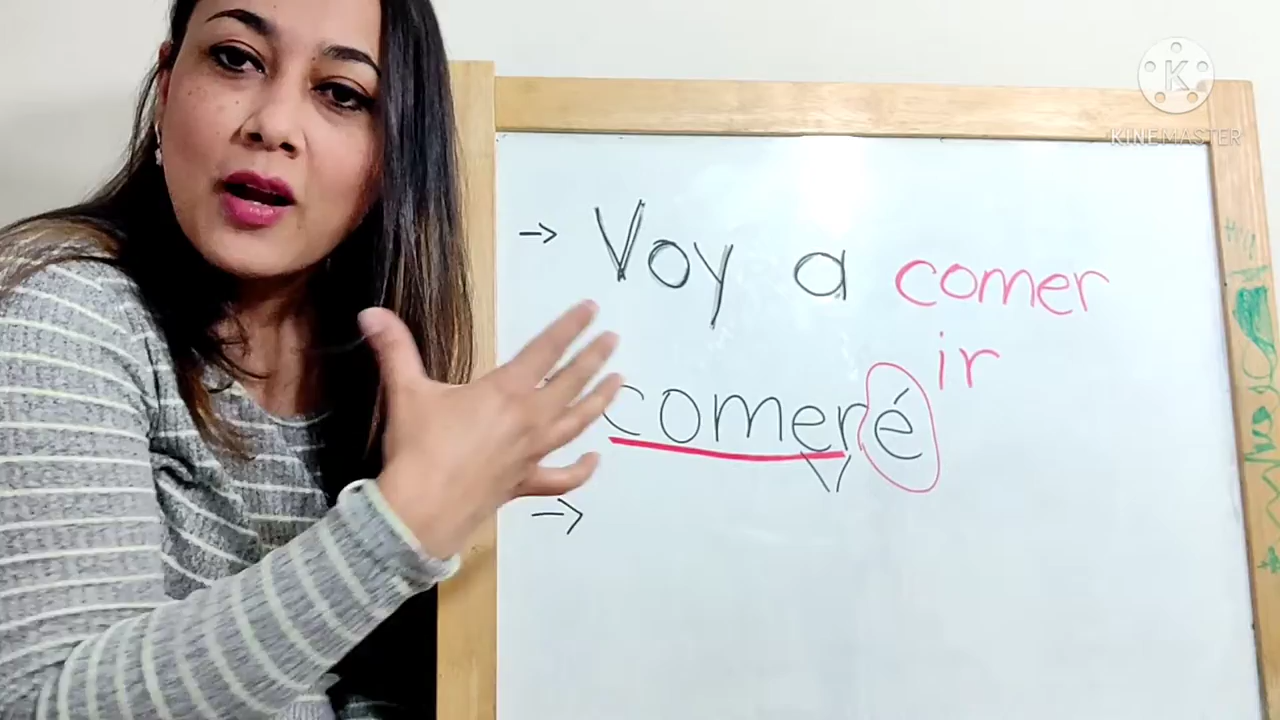 K
KINEMASTER
→ Voy a comer
ir
comeré
→